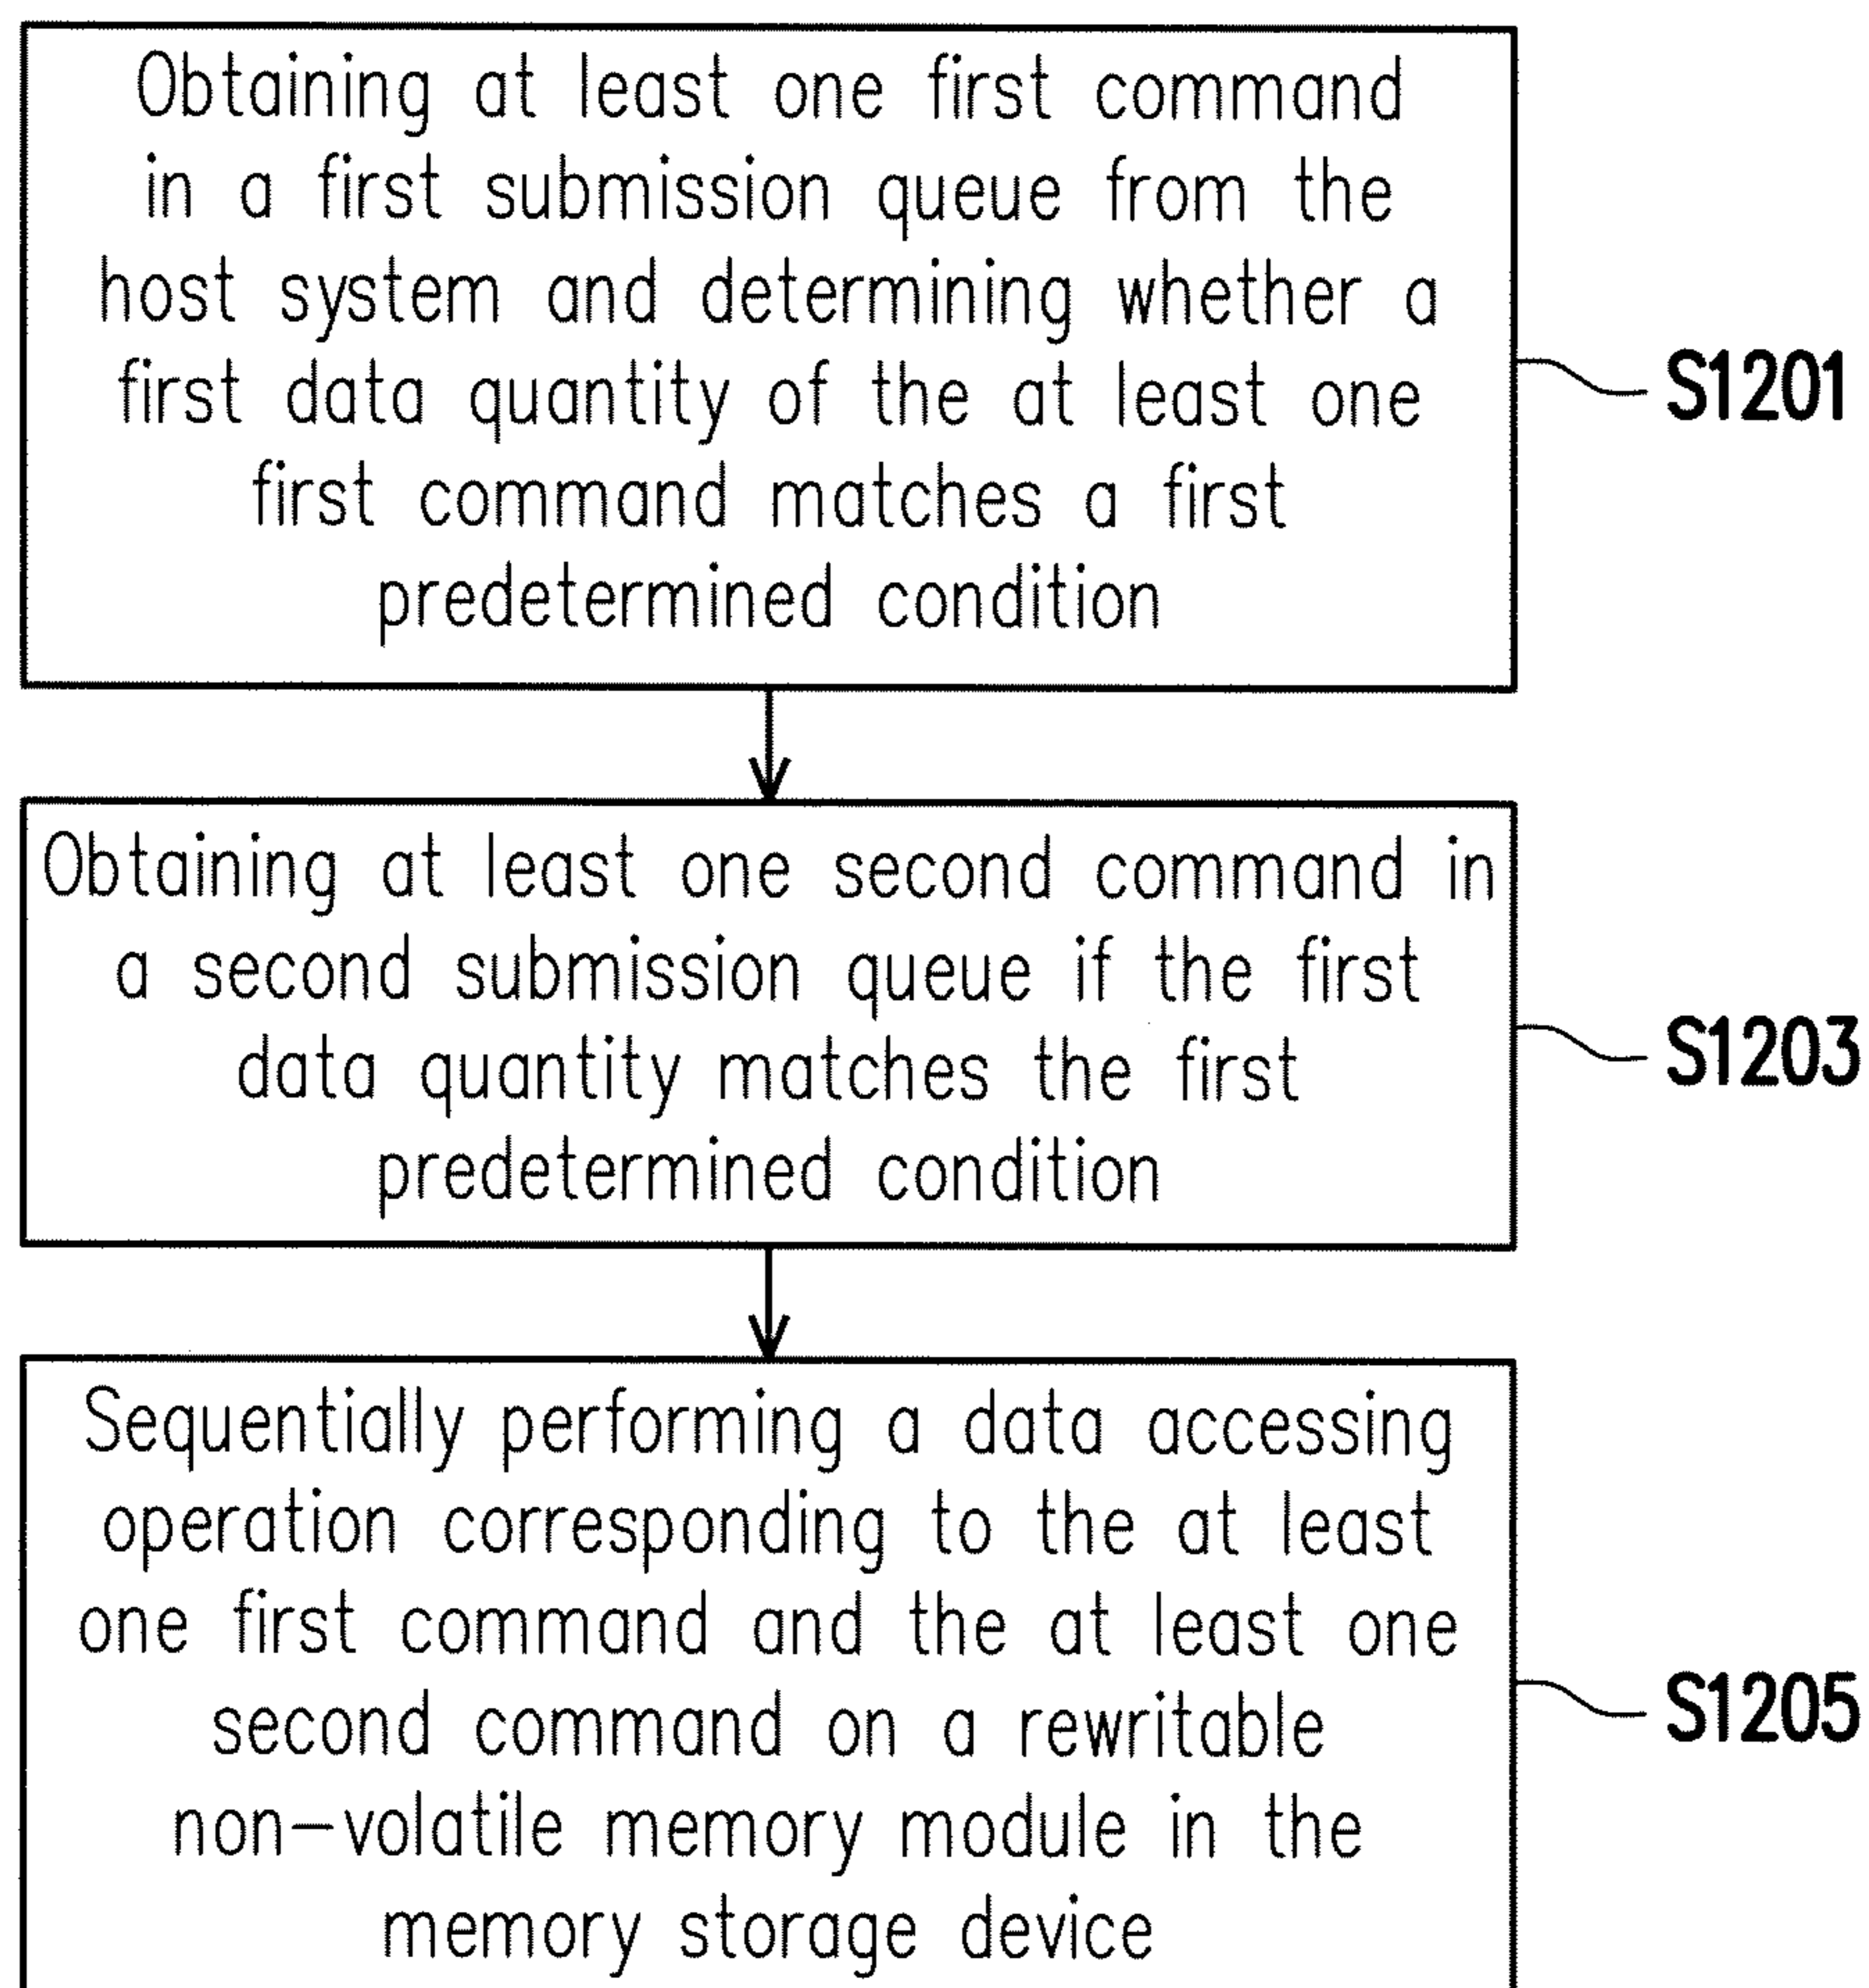 Obtaining at least one first command
in a first submission queue from the
host system and determining whether a
first data quantity of the at least one
first command matches a first
predetermined condition
S1201
Obtaining at least one second command in
a second submission queue if the first
data quantity matches the first
predetermined condition
S1203
Sequentially performing a data accessing
operation corresponding to the at least
one first command and the at least one
second command on a rewritable
non-volatile memory module in the
memory storage device
S1205